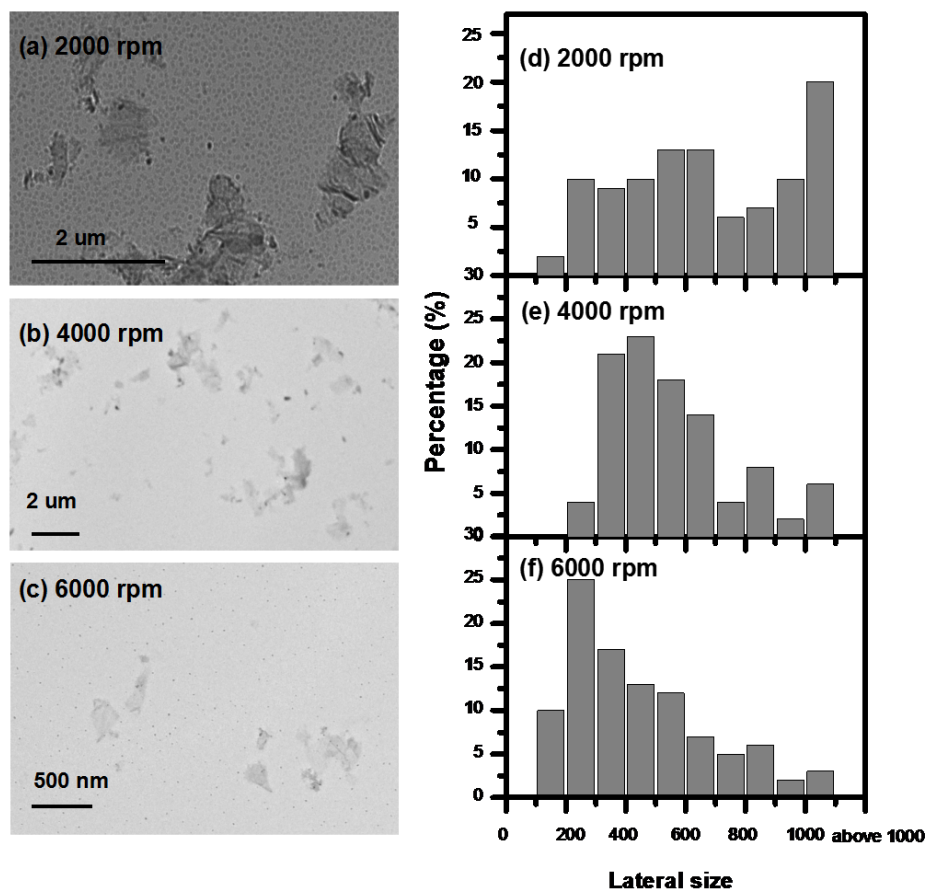 (a) 2000 rpm
2 um
(b) 4000 rpm
2 um
(c) 6000 rpm
500 nm
Percentage (%)
(d) 2000 rpm
25
20
15
10
5
30
(e) 4000 rpm
25
20
15
10
5
30
(f) 6000 rpm
25
20
15
10
5
0
0 200 400 600 800 1000 above 1000
Lateral size